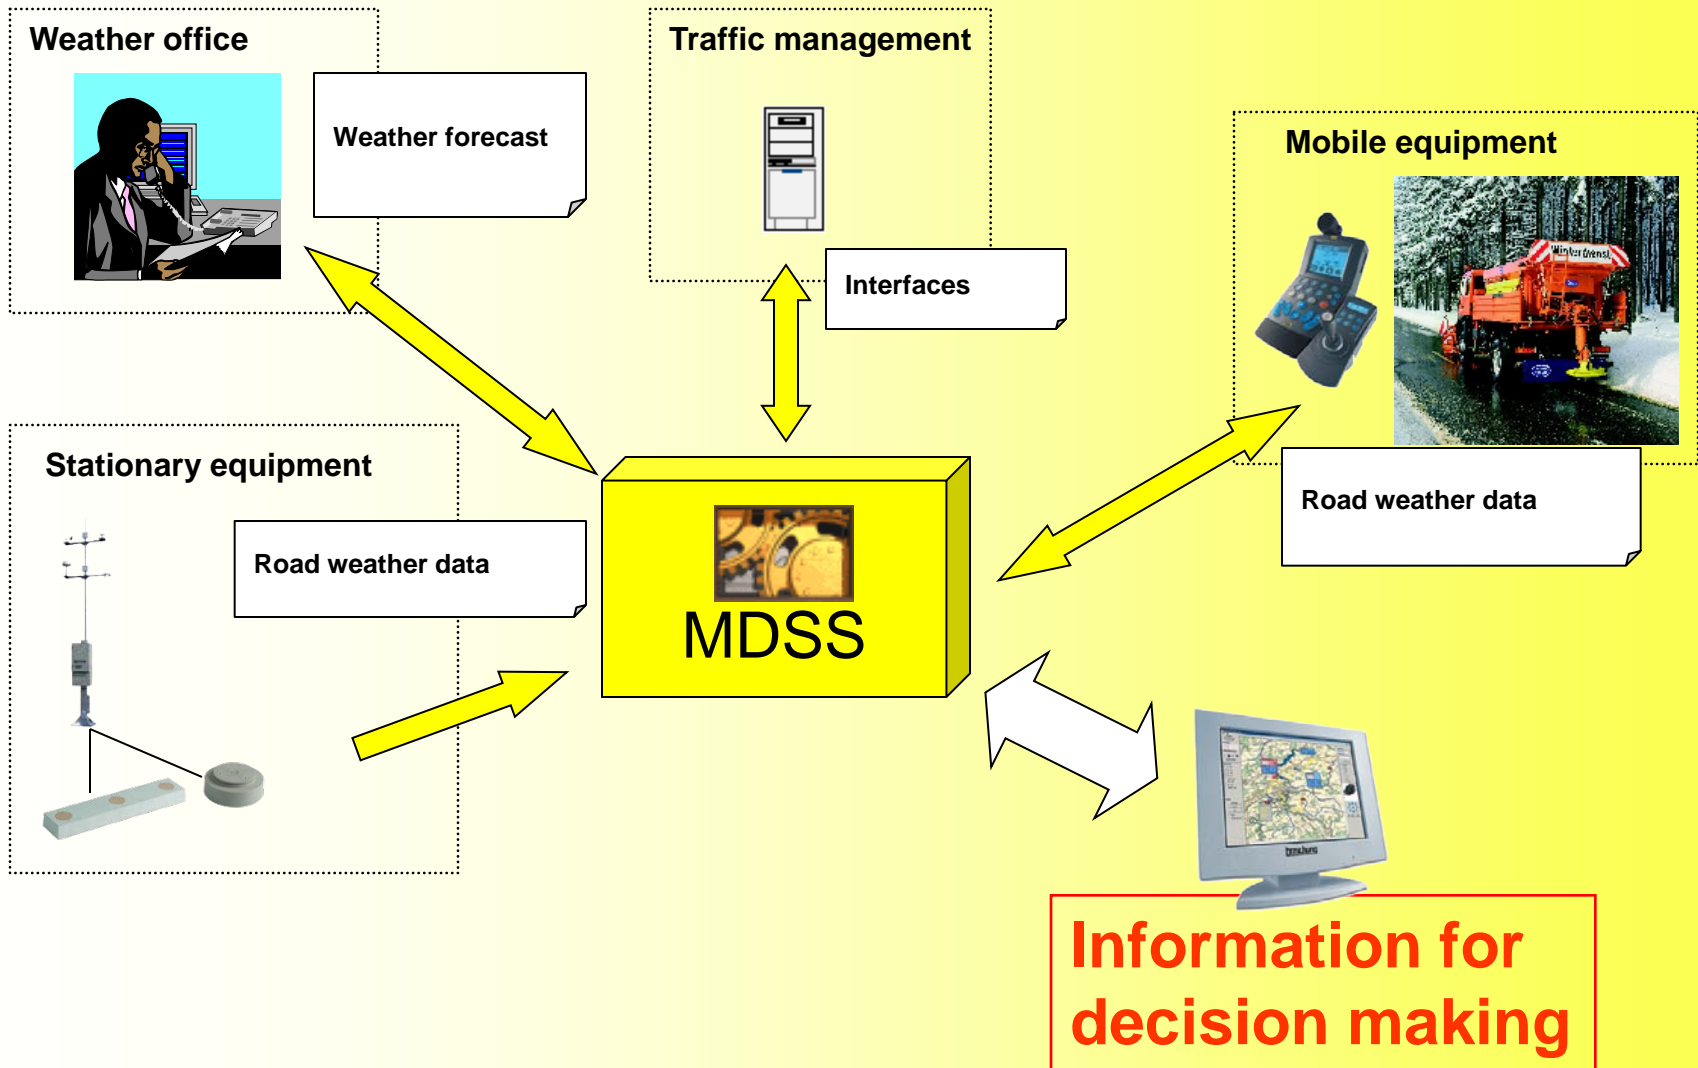 Weather office
Weather forecast
Traffic management
Interfaces
Mobile equipment
Winterdienst
Road weather data
Stationary equipment
Road weather data
MDSS
Information for
decision making